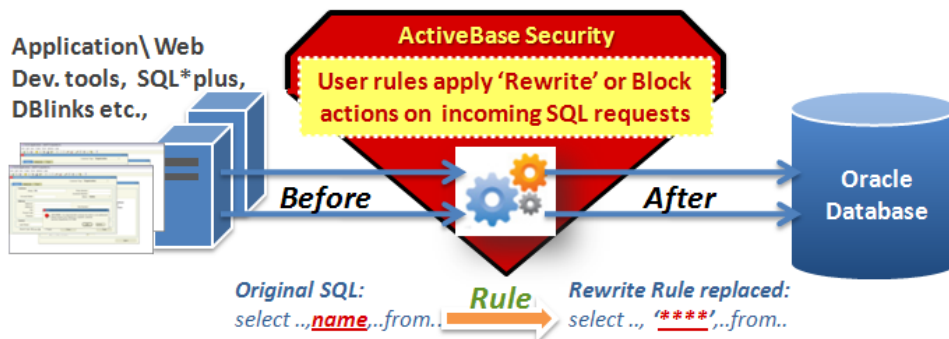 Application\ Web
Dev. tools, SQL*plus,
DBlinks etc.,
ActiveBase Security
User rules apply ‘Rewrite’ or Block
actions on incoming SQL requests
Before
After
Oracle
Database
Original SQL:
select ..,name,..from..
Rule
Rewrite Rule replaced:
select .., ‘****’,..from..